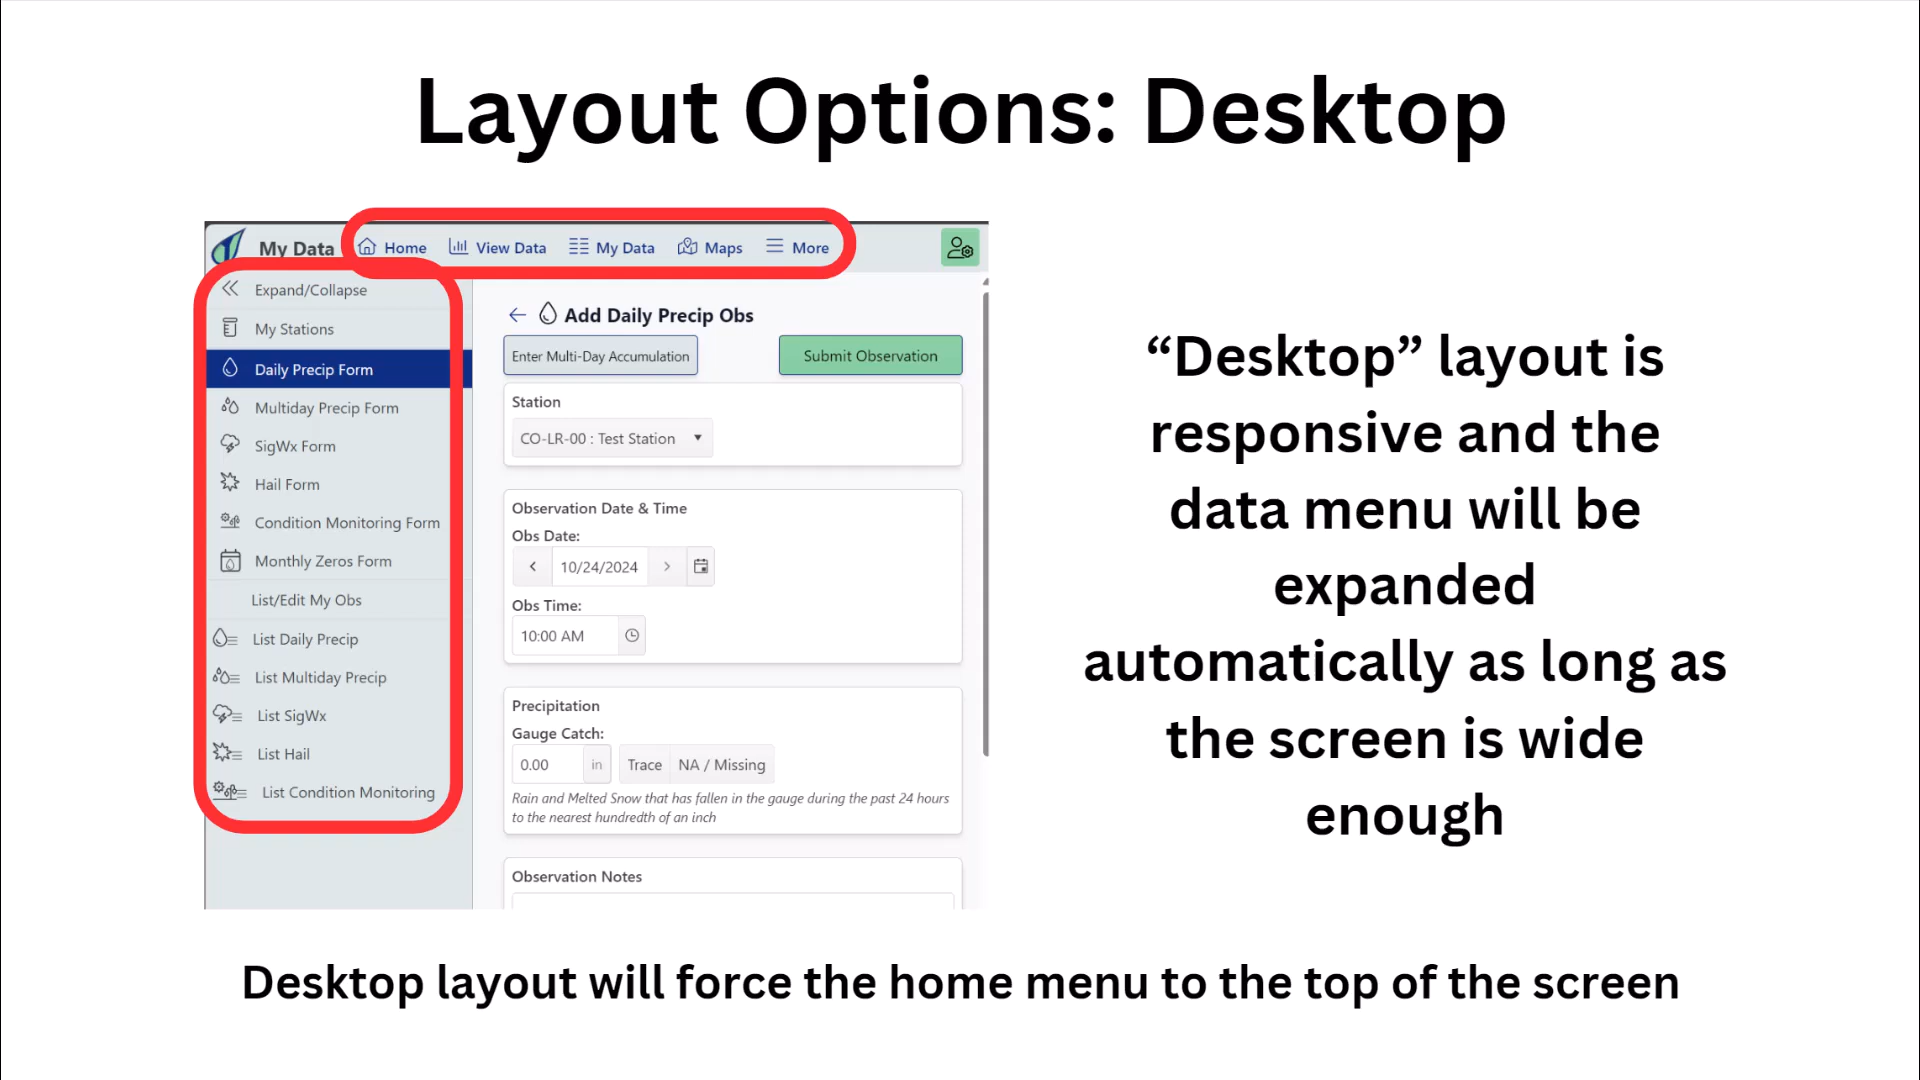 Layout Options: Desktop
My Data Home View Data My Data Maps More
Expand/Collapse
My Stations
Daily Precip Form
Multiday Precip Form
SigWx Form
Hail Form
Condition Monitoring Form
Monthly Zeros Form
List/Edit My Obs
List Daily Precip
List Multiday Precip
List SigWx
List Hail
List Condition Monitoring
Add Daily Precip Obs
Enter Multi-Day Accumulation Submit Observation
Station
CO-LR-00 : Test Station
Observation Date & Time
Obs Date:
10/24/2024
Obs Time:
10:00 AM
Precipitation
Gauge Catch:
0.00 in Trace NA / Missing
Rain and Melted Snow that has fallen in the gauge during the past 24 hours
to the nearest hundredth of an inch
Observation Notes
“Desktop” layout is
responsive and the
data menu will be
expanded
automatically as long as
the screen is wide
enough
Desktop layout will force the home menu to the top of the screen